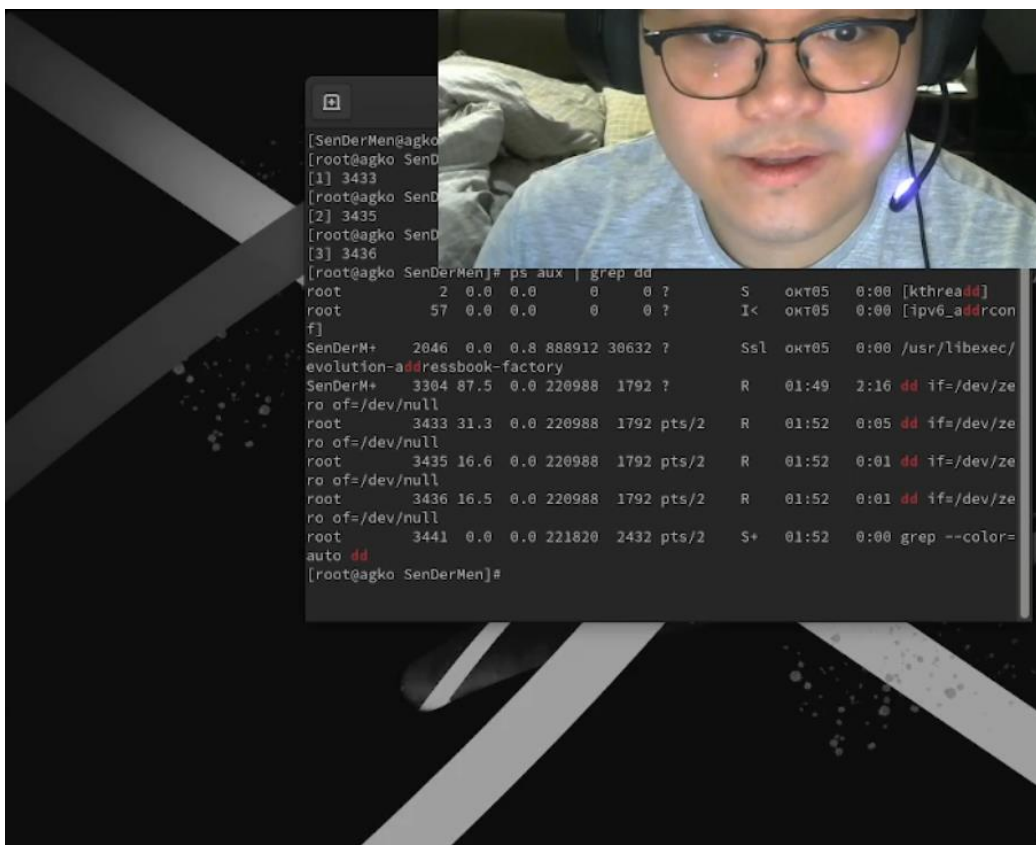 [SenDerMen@agko
[root@agko SenD
[1] 3433
[root@agko SenD
[2] 3435
[root@agko SenD
[3] 3436
[root@agko SenDerMen]# ps aux | grep dd
root 2 0.0 0.0 0 0 ? S окт05 0:00 [kthreadd]
root 57 0.0 0.0 0 0 ? I< окт05 0:00 [ipv6_addrcon
f]
SenDerM+ 2046 0.0 0.8 888912 30632 ? Ssl окт05 0:00 /usr/libexec/
evolution-addressbook-factory
SenDerM+ 3304 87.5 0.0 220988 1792 ? R 01:49 2:16 dd if=/dev/ze
ro of=/dev/null
root 3433 31.3 0.0 220988 1792 pts/2 R 01:52 0:05 dd if=/dev/ze
ro of=/dev/null
root 3435 16.6 0.0 220988 1792 pts/2 R 01:52 0:01 dd if=/dev/ze
ro of=/dev/null
root 3436 16.5 0.0 220988 1792 pts/2 R 01:52 0:01 dd if=/dev/ze
ro of=/dev/null
root 3441 0.0 0.0 221820 2432 pts/2 S+ 01:52 0:00 grep --color=
auto dd
[root@agko SenDerMen]#